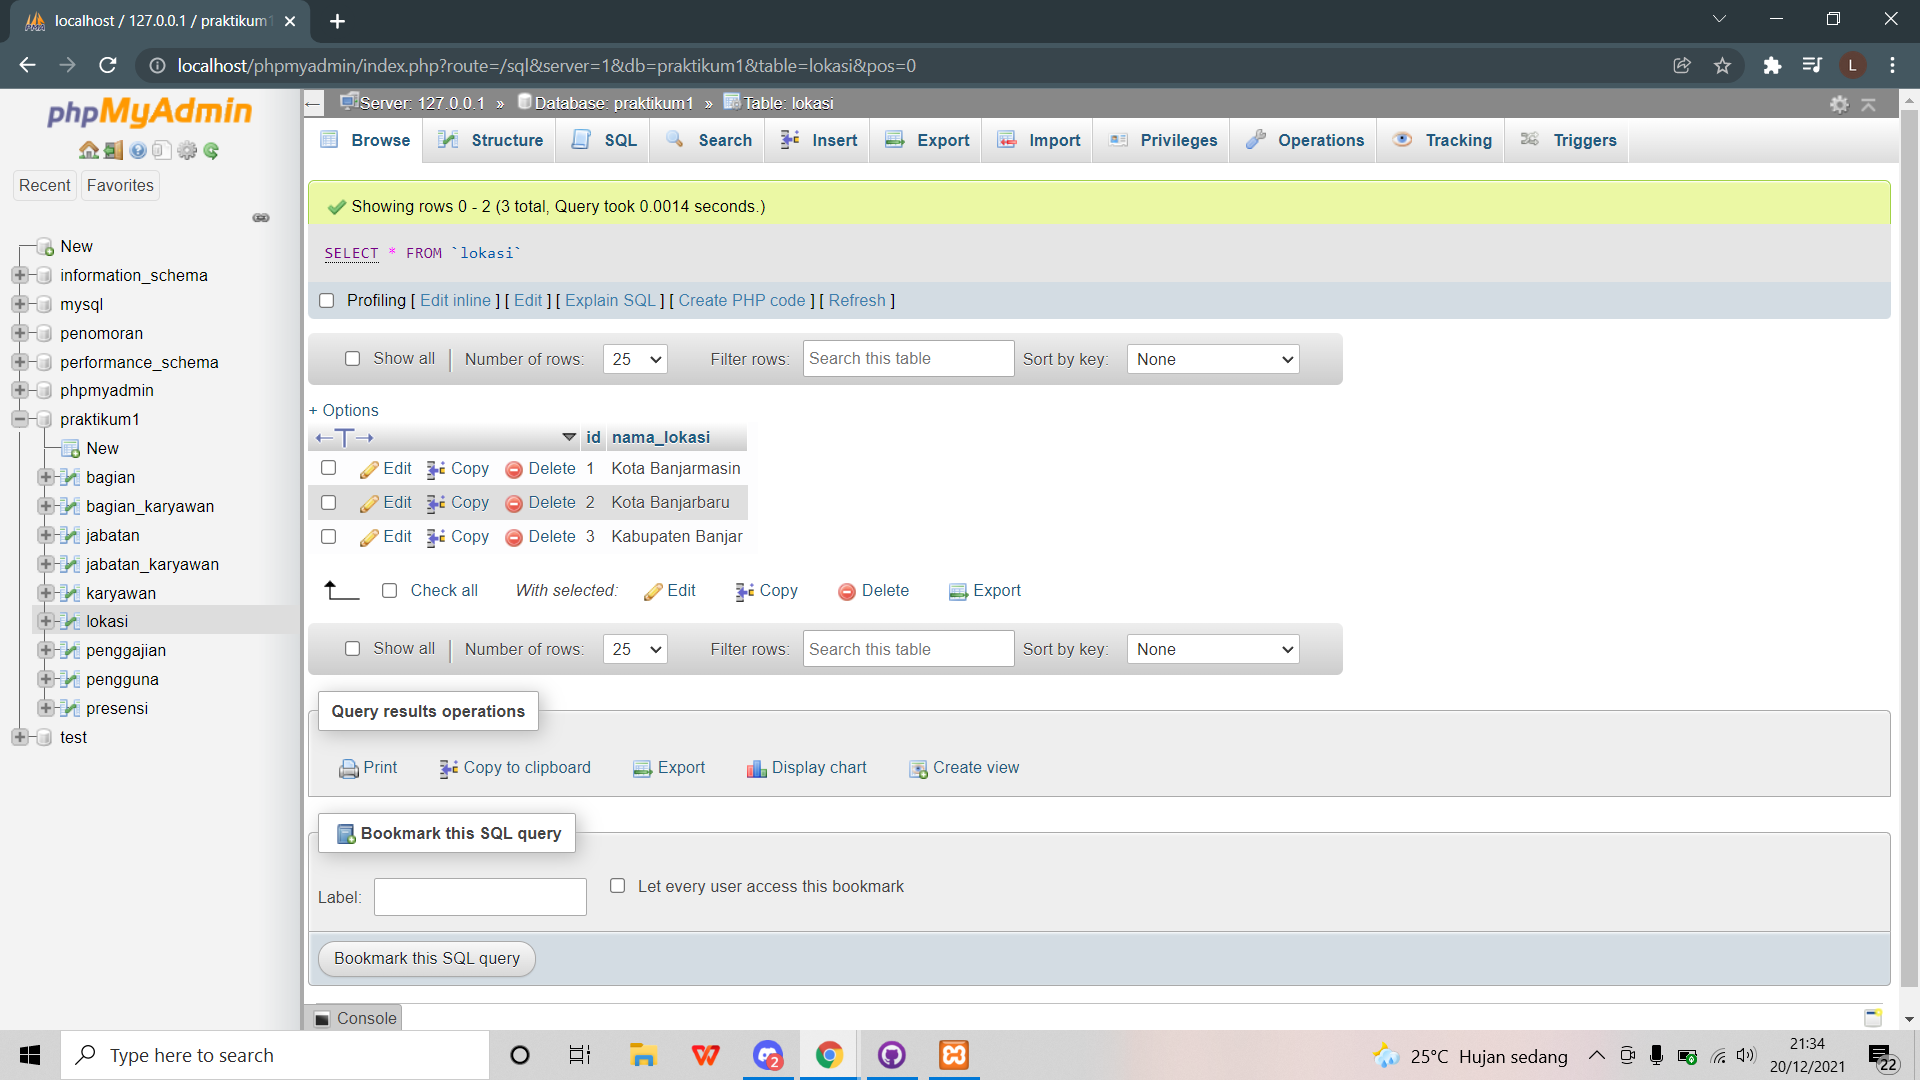 localhost / 127.0.0.1 / praktikum1
localhost/phpmyadmin/index.php?route=/sql&server=1&db=praktikum1&table=lokasi&pos=0
L
phpMyAdmin
Recent Favorites
New
information_schema
mysql
penomoran
performance_schema
phpmyadmin
praktikum1
New
bagian
bagian_karyawan
jabatan
jabatan_karyawan
karyawan
lokasi
penggajian
pengguna
presensi
test
Server: 127.0.0.1 » Database: praktikum1 » Table: lokasi
Browse Structure SQL Search Insert Export Import Privileges Operations Tracking Triggers
Showing rows 0 - 2 (3 total, Query took 0.0014 seconds.)
SELECT * FROM `lokasi`
Profiling [ Edit inline ] [ Edit ] [ Explain SQL ] [ Create PHP code ] [ Refresh ]
Show all Number of rows: 25 Filter rows: Search this table Sort by key: None
+ Options
←T→ id nama_lokasi
Edit Copy Delete 1 Kota Banjarmasin
Edit Copy Delete 2 Kota Banjarbaru
Edit Copy Delete 3 Kabupaten Banjar
Check all With selected: Edit Copy Delete Export
Show all Number of rows: 25 Filter rows: Search this table Sort by key: None
Query results operations
Print Copy to clipboard Export Display chart Create view
Bookmark this SQL query
Label: Let every user access this bookmark
Bookmark this SQL query
Console
Type here to search
2
25°C Hujan sedang
21:34
20/12/2021
22